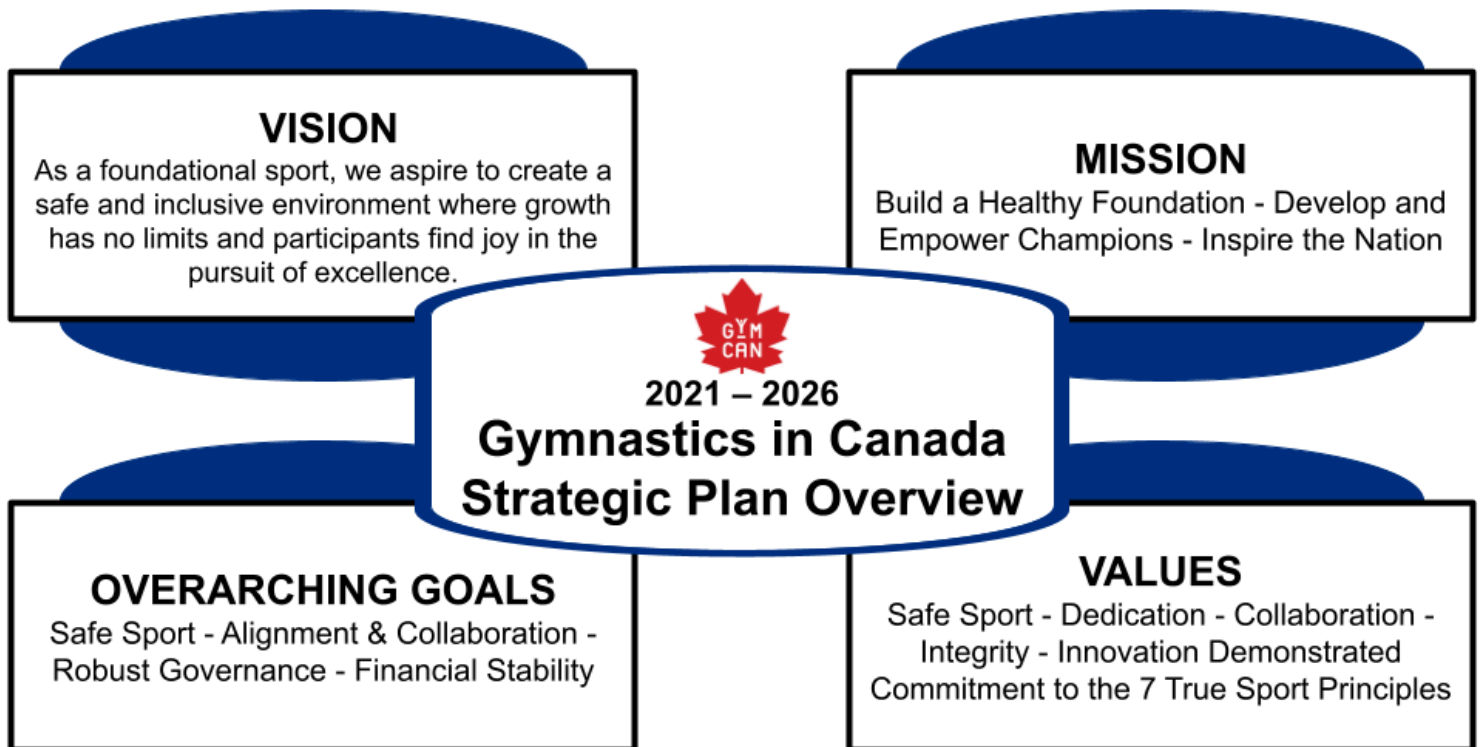 VISION
As a foundational sport, we aspire to create a
safe and inclusive environment where growth
has no limits and participants find joy in the
pursuit of excellence.
MISSION
Build a Healthy Foundation - Develop and
Empower Champions - Inspire the Nation
GYM
CAN
2021 – 2026
Gymnastics in Canada
Strategic Plan Overview
OVERARCHING GOALS
Safe Sport - Alignment & Collaboration -
Robust Governance - Financial Stability
VALUES
Safe Sport - Dedication - Collaboration -
Integrity - Innovation Demonstrated
Commitment to the 7 True Sport Principles